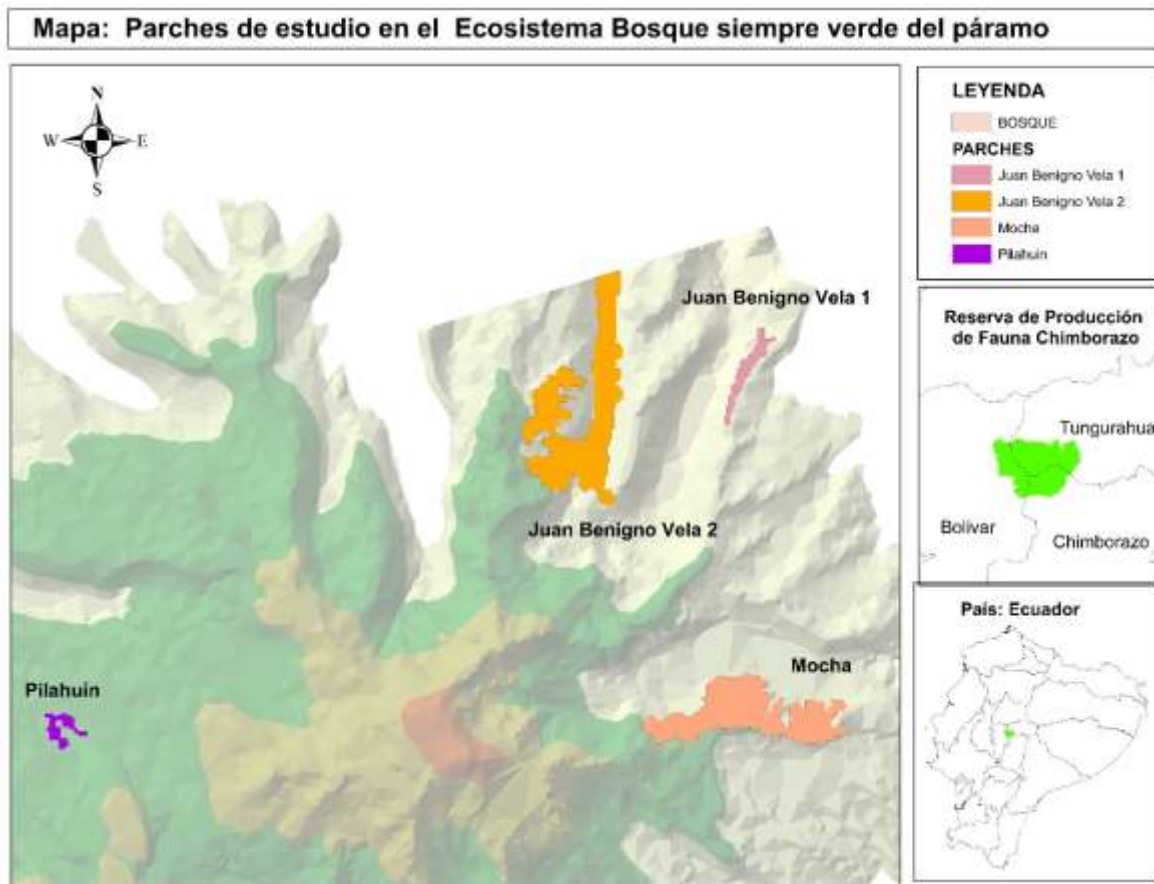 Mapa: Parches de estudio en el Ecosistema Bosque siempre verde del páramo
N
W
E
S
Juan Benigno Vela 1
Juan Benigno Vela 2
Mocha
Pilahuin
LEYENDA
BOSQUE
PARCHES
Juan Benigno Vela 1
Juan Benigno Vela 2
Mocha
Pilahuin
Reserva de Producción
de Fauna Chimborazo
Tungurahua
Bolívar
Chimborazo
País: Ecuador